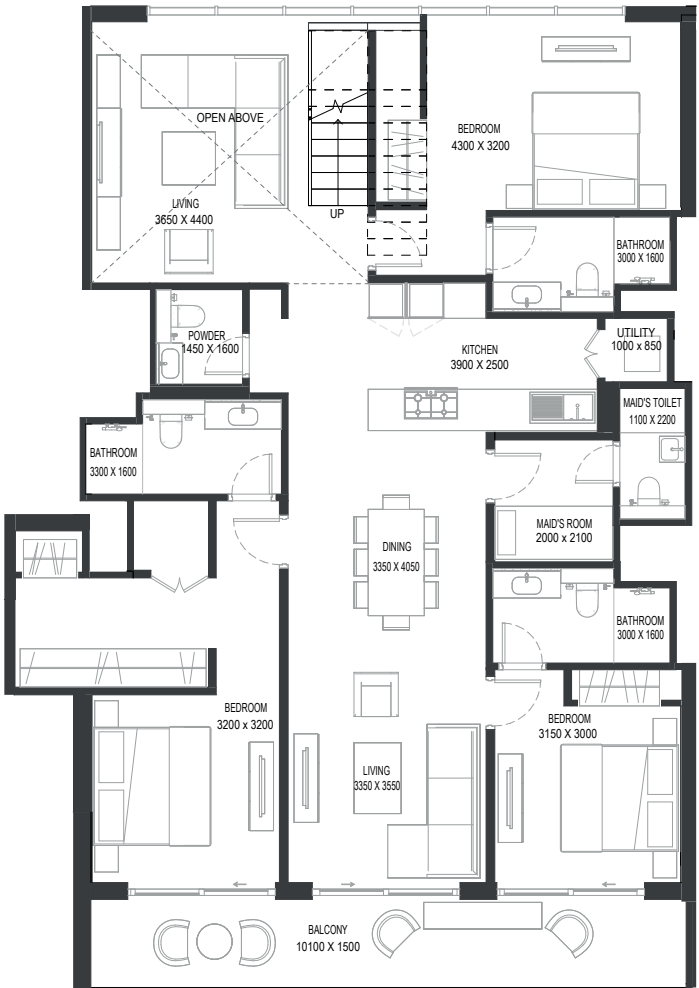 OPEN ABOVE
BEDROOM
4300 X 3200
LIVING
3650 X 4400
UP
BATHROOM
3000 X 1600
POWDER
1450 X 1600
UTILITY
1000 x 850
KITCHEN
3900 X 2500
MAID'S TOILET
1100 X 2200
BATHROOM
3300 X 1600
MAID'S ROOM
2000 x 2100
DINING
3350 X 4050
BATHROOM
3000 X 1600
BEDROOM
3200 x 3200
BEDROOM
3150 X 3000
LIVING
3350 X 3550
BALCONY
10100 X 1500